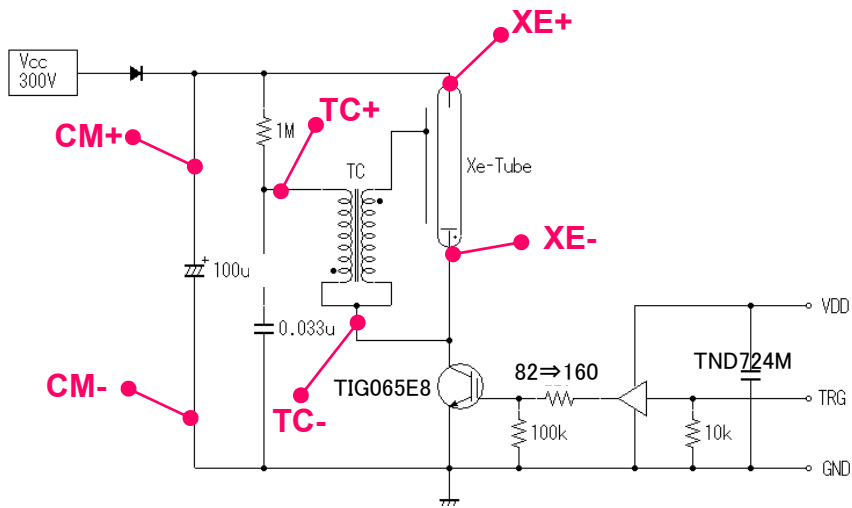 XE+
Vcc
300V
TC+
CM+
1M
TC
Xe-Tube
XE-
+
100u
0.033u
VDD
TND724M
82⇒160
CM-
TIG065E8
TRG
TC-
100k
10k
GND